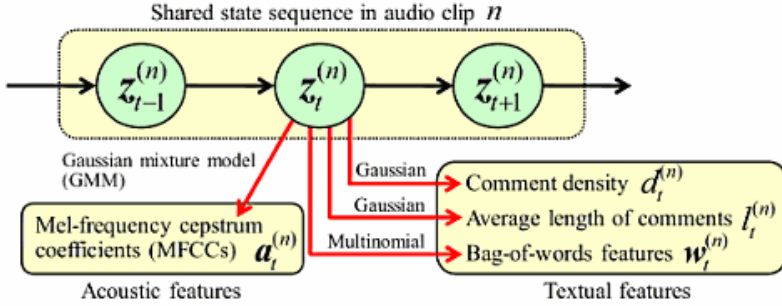 Shared state sequence in audio clip n
z_{t-1}^{(n)} z_t^{(n)} z_{t+1}^{(n)}
Gaussian mixture model
(GMM)
Gaussian
Gaussian
Multinomial
Mel-frequency cepstrum
coefficients (MFCCs) a_t^{(n)}
Acoustic features
Comment density d_t^{(n)}
Average length of comments l_t^{(n)}
Bag-of-words features w_t^{(n)}
Textual features